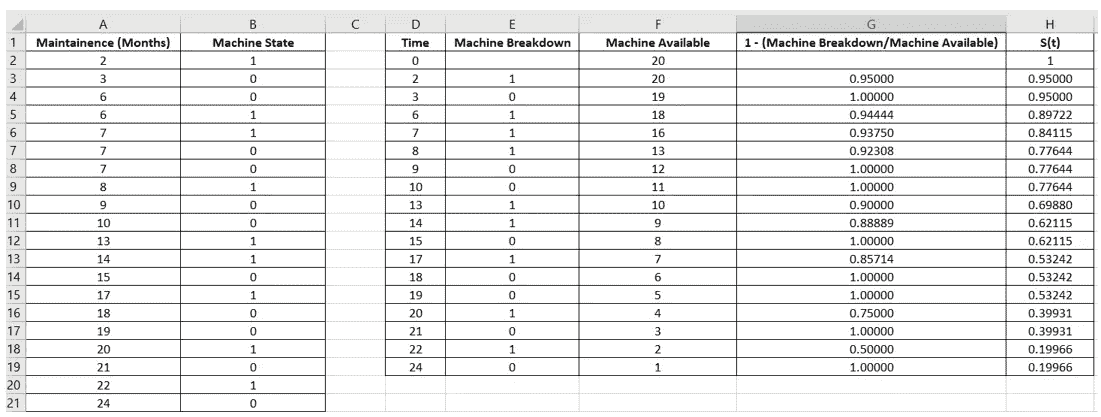 A B C D E F G H
1 Maintainence (Months) Machine State Time Machine Breakdown Machine Available 1 - (Machine Breakdown/Machine Available) S(t)
2 2 1 0 20 1
3 3 0 2 1 20 0.95000 0.95000
4 6 0 3 0 19 1.00000 0.95000
5 6 1 6 1 18 0.94444 0.89722
6 7 1 7 1 16 0.93750 0.84115
7 7 0 8 1 13 0.92308 0.77644
8 7 0 9 0 12 1.00000 0.77644
9 8 1 10 0 11 1.00000 0.77644
10 9 0 13 1 10 0.90000 0.69880
11 10 0 14 1 9 0.88889 0.62115
12 13 1 15 0 8 1.00000 0.62115
13 14 1 17 1 7 0.85714 0.53242
14 15 0 18 0 6 1.00000 0.53242
15 17 1 19 0 5 1.00000 0.53242
16 18 0 20 1 4 0.75000 0.39931
17 19 0 21 0 3 1.00000 0.39931
18 20 1 22 1 2 0.50000 0.19966
19 21 0 24 0 1 1.00000 0.19966
20 22 1
21 24 0